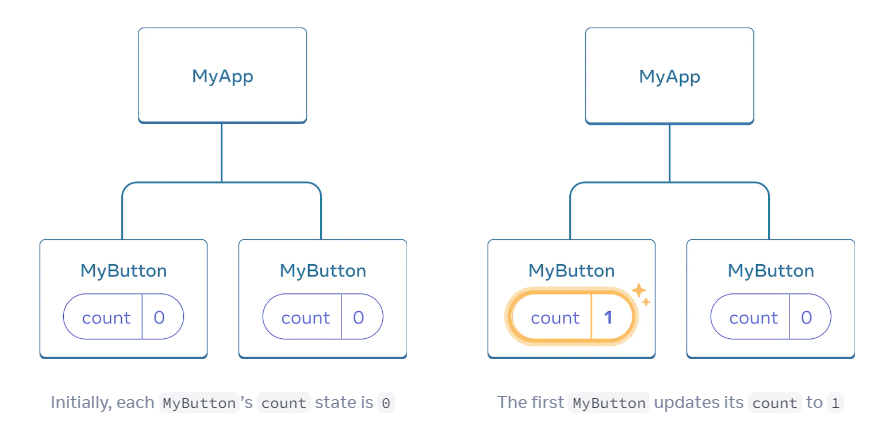 MyApp
MyButton
count 0
MyButton
count 0
Initially, each MyButton's count state is 0
MyApp
MyButton
count 1
MyButton
count 0
The first MyButton updates its count to 1